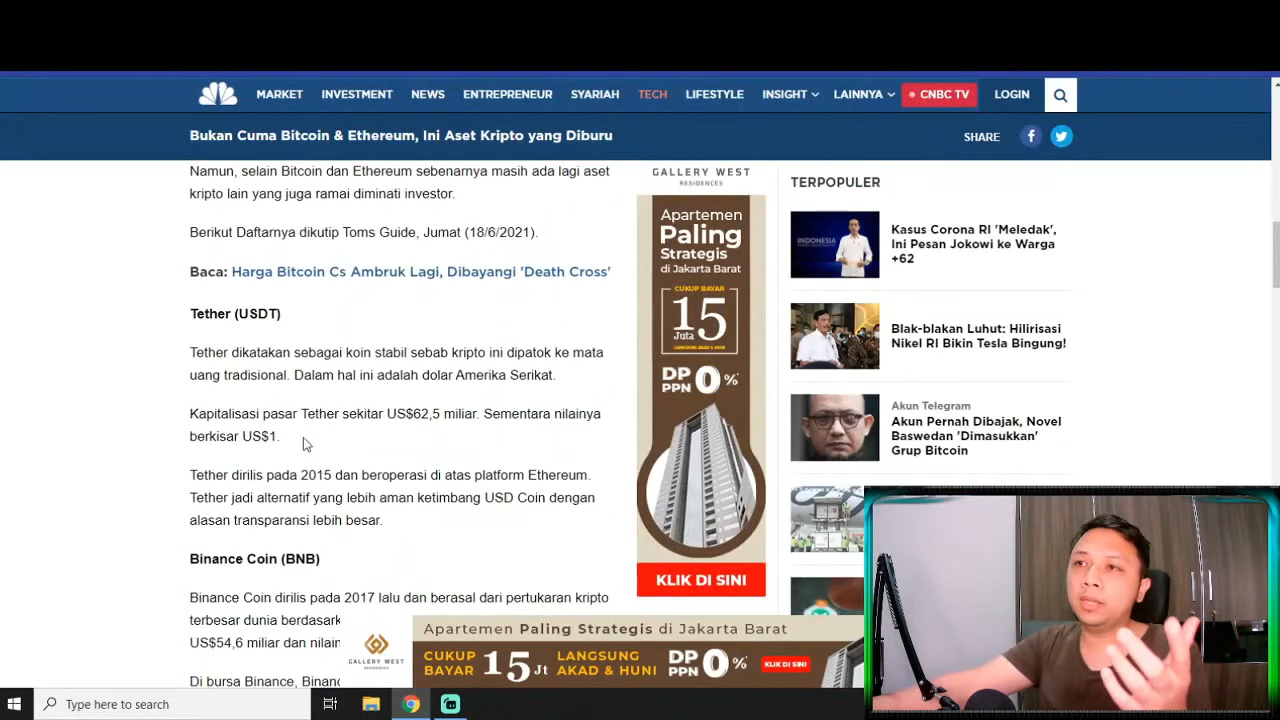 MARKET INVESTMENT NEWS ENTREPRENEUR SYARIAH TECH LIFESTYLE INSIGHT LAINNYA CNBC TV LOGIN
Bukan Cuma Bitcoin & Ethereum, Ini Aset Kripto yang Diburu
SHARE
Namun, selain Bitcoin dan Ethereum sebenarnya masih ada lagi aset
kripto lain yang juga ramai diminati investor.
Berikut Daftarnya dikutip Toms Guide, Jumat (18/6/2021).
Baca: Harga Bitcoin Cs Ambruk Lagi, Dibayangi 'Death Cross'
Tether (USDT)
Tether dikatakan sebagai koin stabil sebab kripto ini dipatok ke mata
uang tradisional. Dalam hal ini adalah dolar Amerika Serikat.
Kapitalisasi pasar Tether sekitar US$62,5 miliar. Sementara nilainya
berkisar US$1.
Tether dirilis pada 2015 dan beroperasi di atas platform Ethereum.
Tether jadi alternatif yang lebih aman ketimbang USD Coin dengan
alasan transparansi lebih besar.
Binance Coin (BNB)
Binance Coin dirilis pada 2017 lalu dan berasal dari pertukaran kripto
terbesar dunia berdasark
US$54,6 miliar dan nilain
Di bursa Binance, Binanc
GALLERY WEST
RESIDENCES
Apartemen
Paling
Strategis
di Jakarta Barat
CUKUP BAYAR
15
Juta
LANGSUNG AKAD & HUNI
DP
PPN 0%
KLIK DI SINI
TERPOPULER
INDONESIA
Kasus Corona RI 'Meledak',
Ini Pesan Jokowi ke Warga
+62
Blak-blakan Luhut: Hilirisasi
Nikel RI Bikin Tesla Bingung!
Akun Telegram
Akun Pernah Dibajak, Novel
Baswedan 'Dimasukkan'
Grup Bitcoin
GALLERY WEST
RESIDENCES
Apartemen Paling Strategis di Jakarta Barat
CUKUP
BAYAR 15 Jt
LANGSUNG
AKAD & HUNI
DP
PPN 0%
KLIK DI SINI
Type here to search